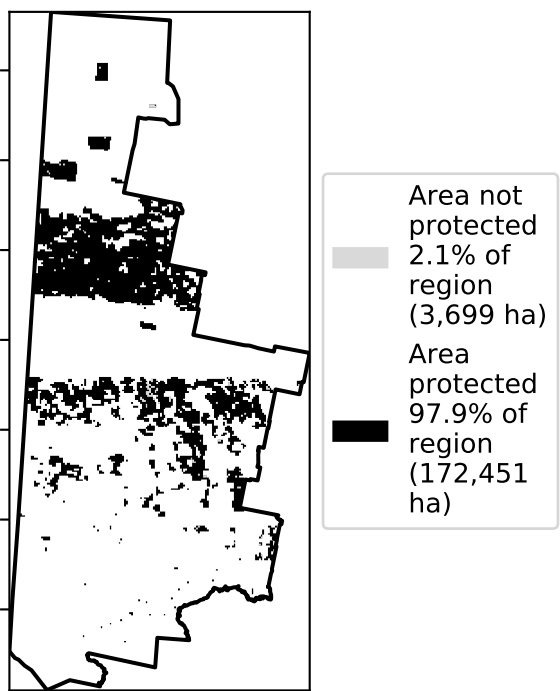 Area not
protected
2.1% of
region
(3,699 ha)
Area
protected
97.9% of
region
(172,451
ha)